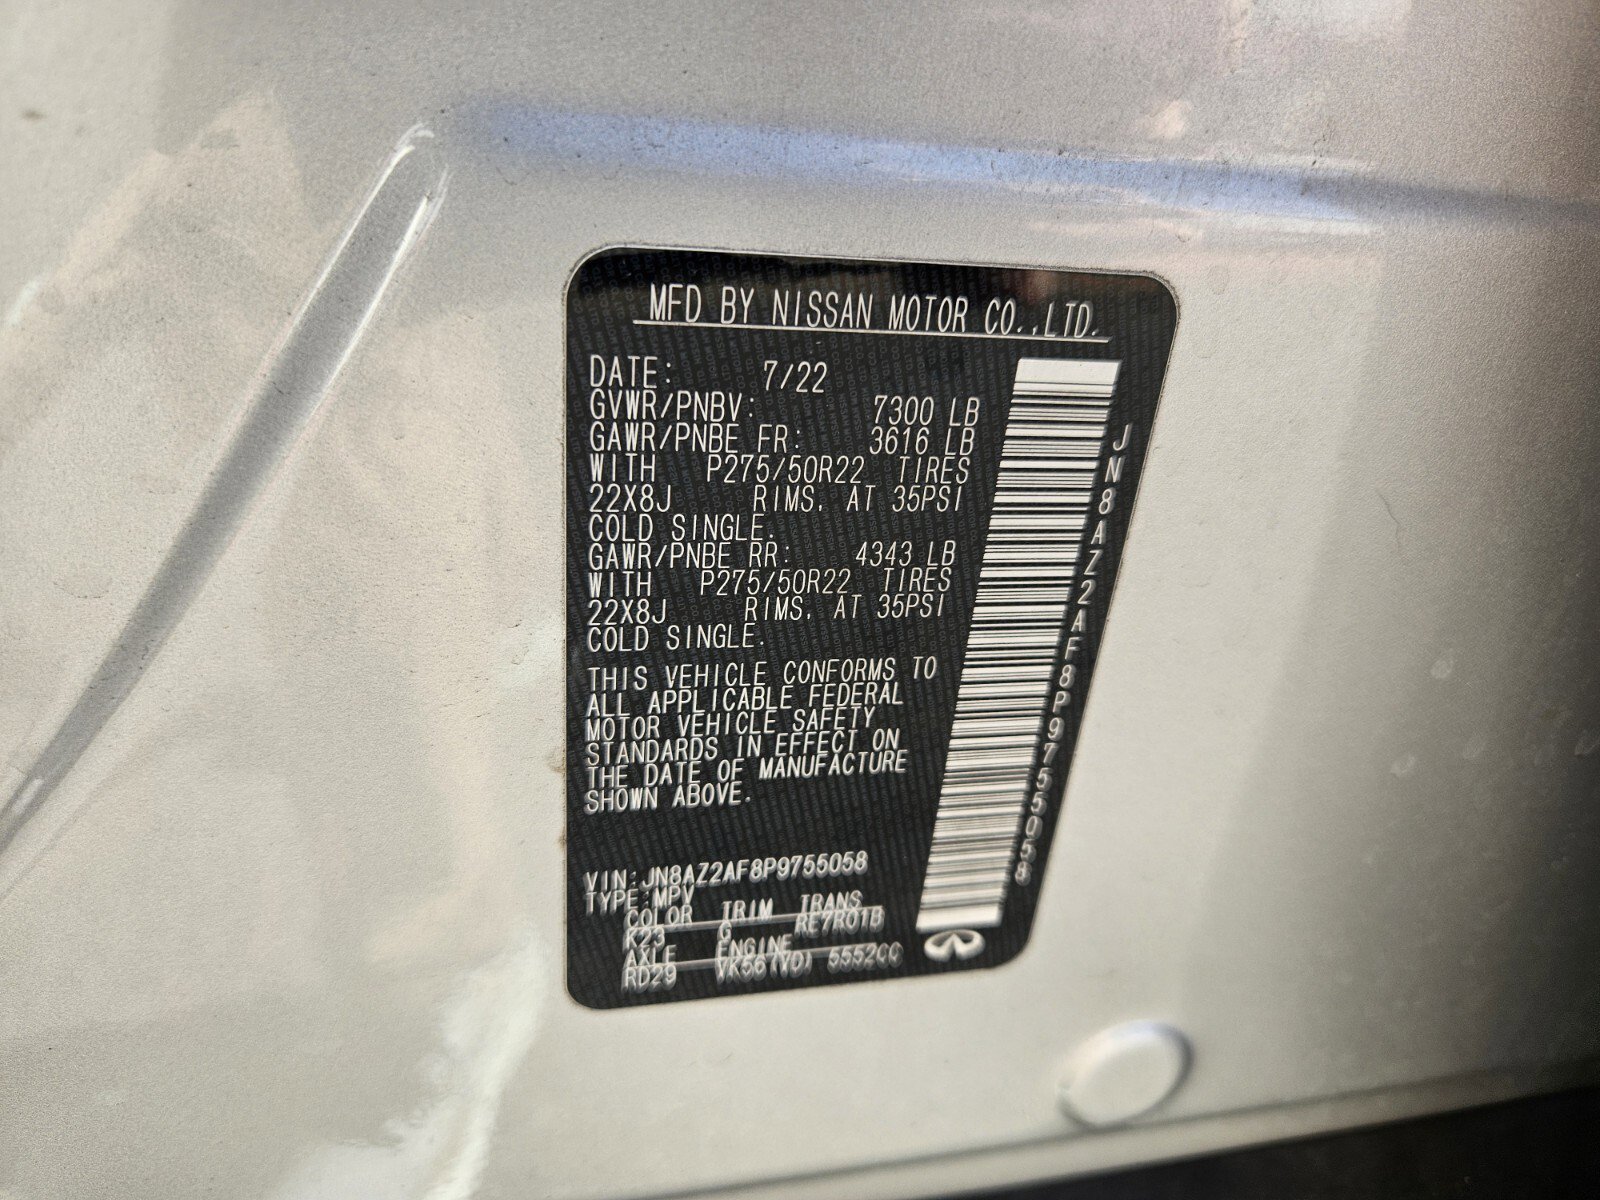 MFD BY NISSAN MOTOR CO.,LTD.
DATE: 7/22
GVWR/PNBV: 7300 LB
GAWR/PNBE FR: 3616 LB
WITH P275/50R22 TIRES
22X8J RIMS, AT 35PSI
COLD SINGLE.
GAWR/PNBE RR: 4343 LB
WITH P275/50R22 TIRES
22X8J RIMS, AT 35PSI
COLD SINGLE.
THIS VEHICLE CONFORMS TO
ALL APPLICABLE FEDERAL
MOTOR VEHICLE SAFETY
STANDARDS IN EFFECT ON
THE DATE OF MANUFACTURE
SHOWN ABOVE.
VIN:JN8AZ2AF8P9755058
TYPE:MPV
COLOR TRIM TRANS
K23 G RE7R01B
AXLE ENGINE
RD29 VK56(VD) 5552CC
JN8AZ2AF8P9755058